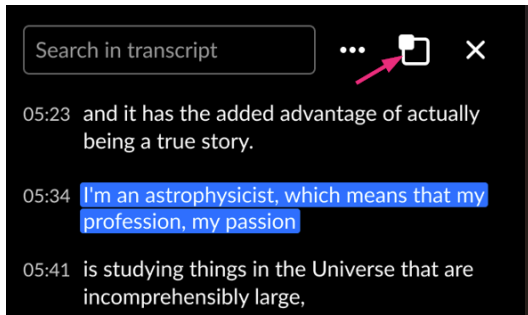 Search in transcript
05:23 and it has the added advantage of actually
being a true story.
05:34 I'm an astrophysicist, which means that my
profession, my passion
05:41 is studying things in the Universe that are
incomprehensibly large,